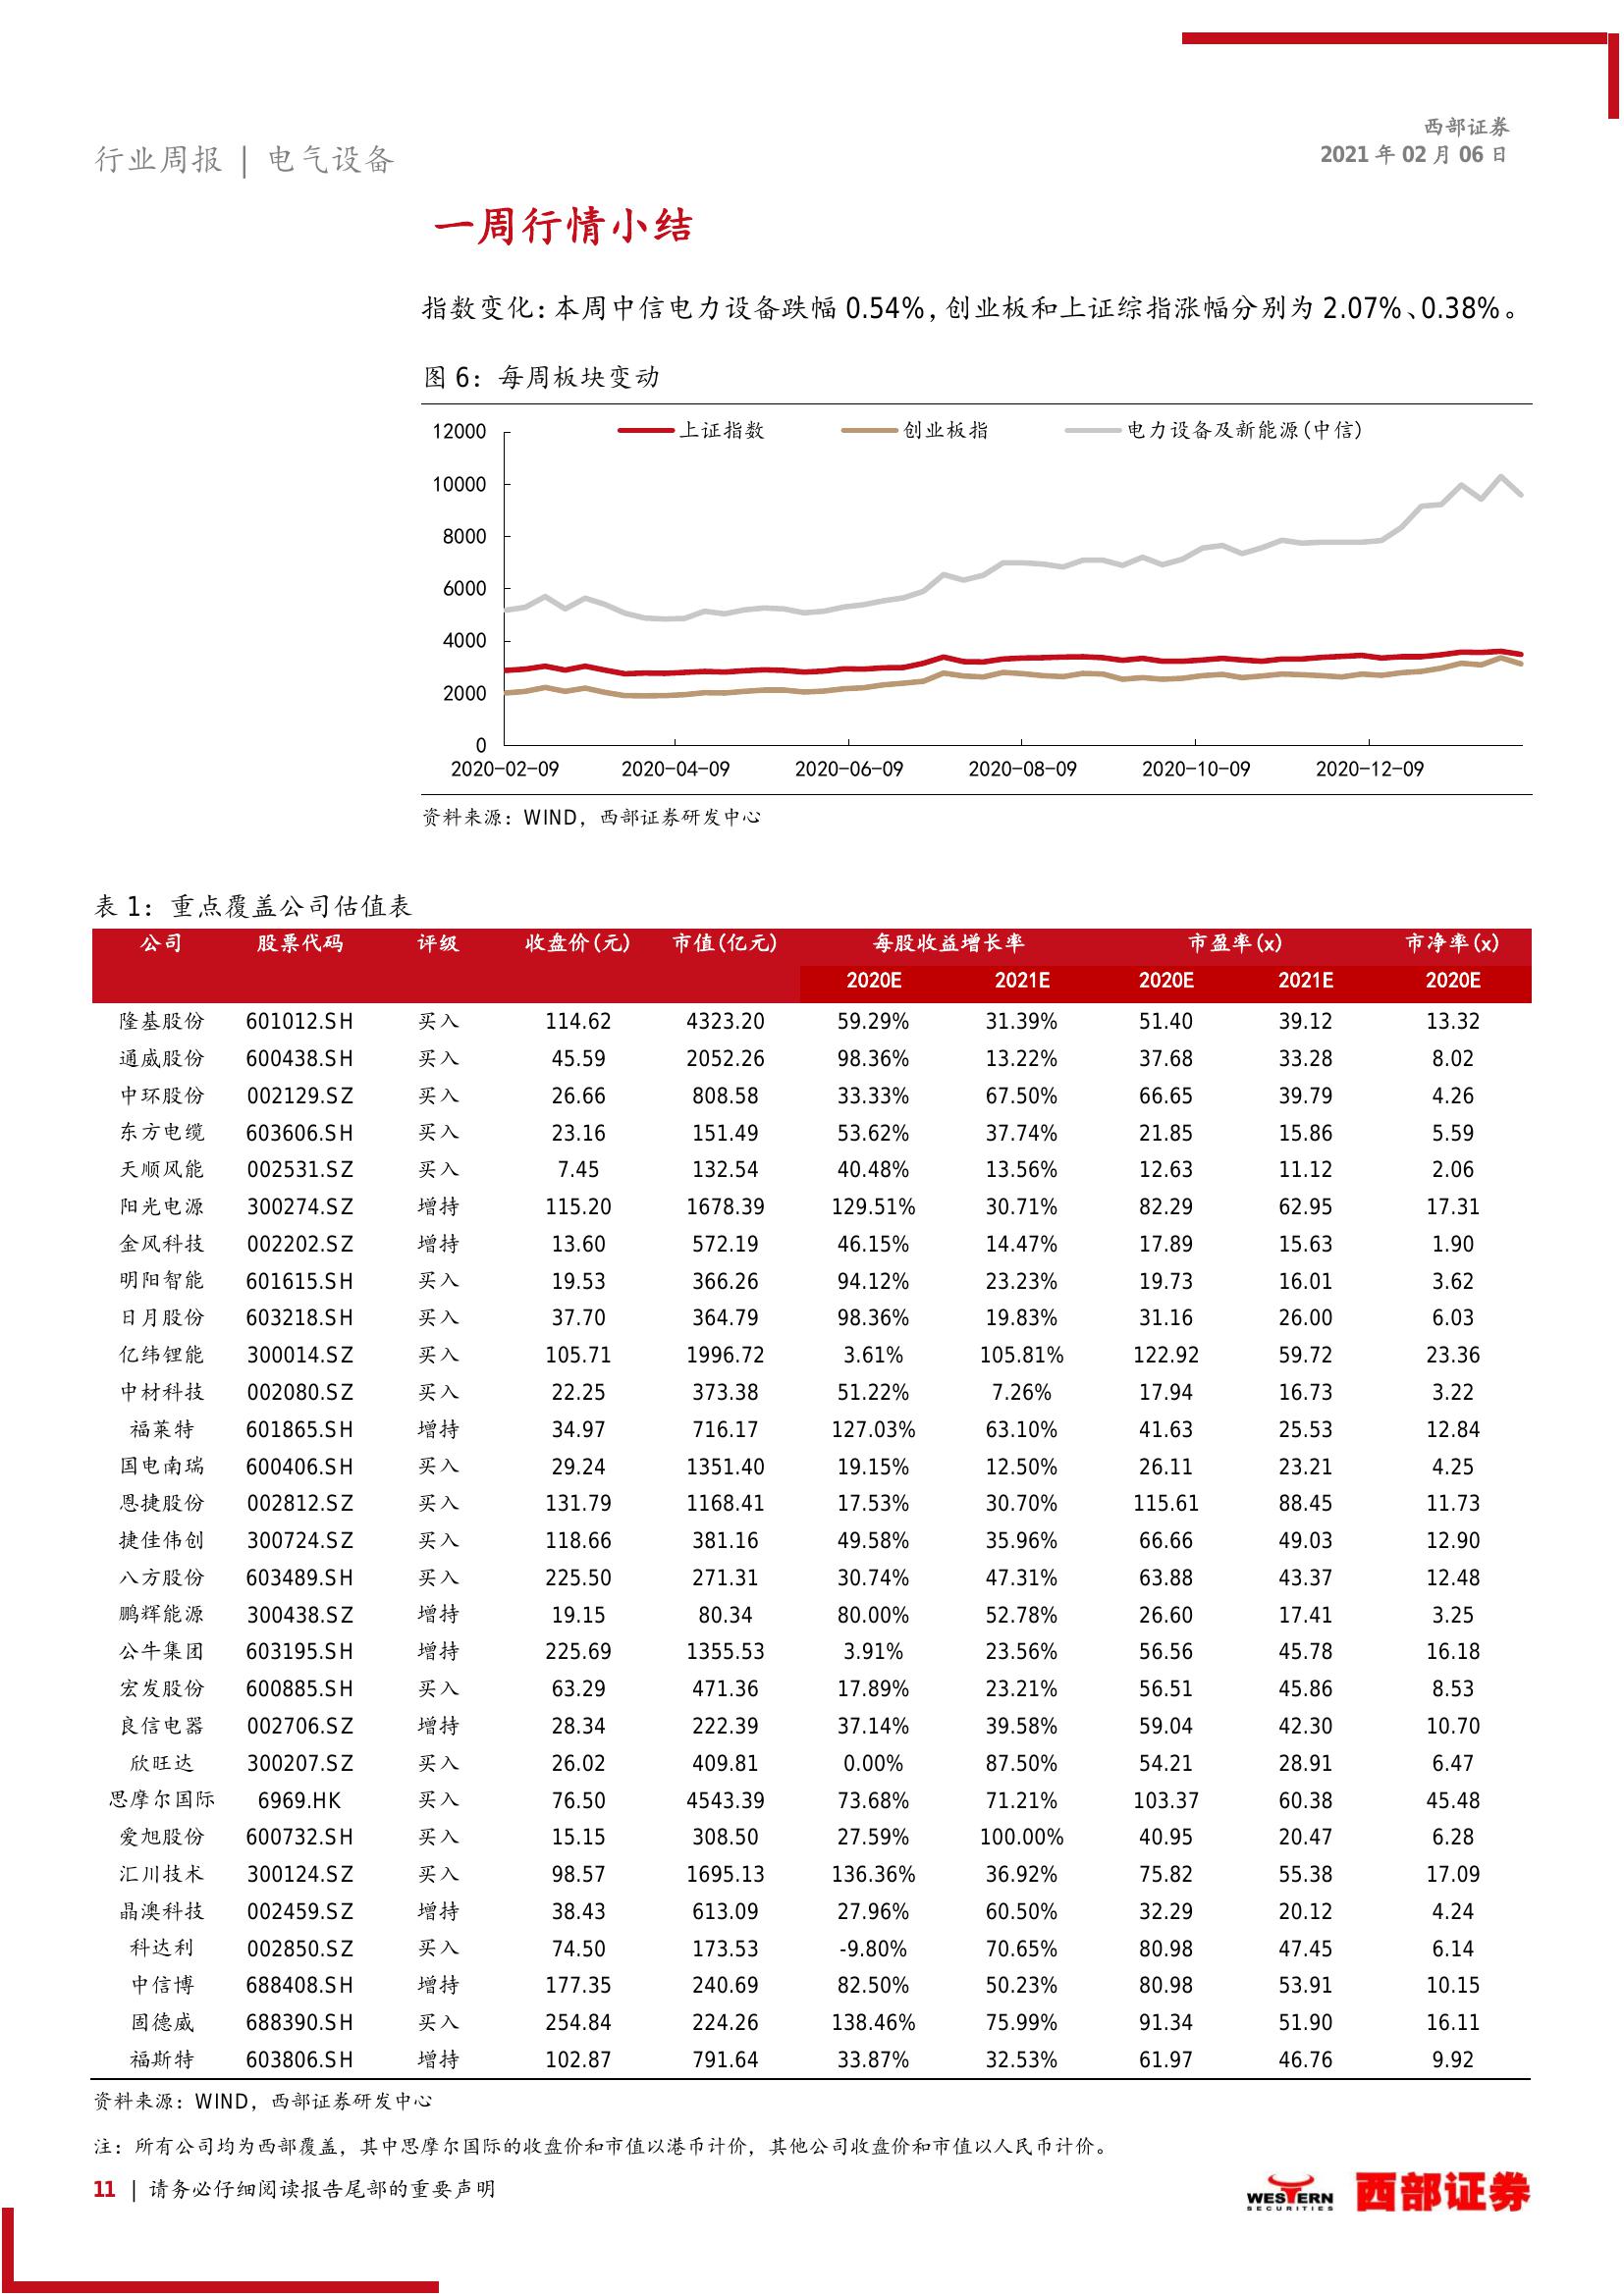 西部证券
行业周报 | 电气设备
2021 年 02 月 06 日
一周行情小结
指数变化：本周中信电力设备跌幅 0.54%，创业板和上证综指涨幅分别为 2.07%、0.38%。
图 6：每周板块变动
上证指数 创业板指 电力设备及新能源(中信)
12000
10000
8000
6000
4000
2000
0
2020-02-09 2020-04-09 2020-06-09 2020-08-09 2020-10-09 2020-12-09
资料来源：WIND，西部证券研发中心
表 1：重点覆盖公司估值表
公司 股票代码 评级 收盘价(元) 市值(亿元) 每股收益增长率 市盈率(x) 市净率(x)
2020E 2021E 2020E 2021E 2020E
隆基股份 601012.SH 买入 114.62 4323.20 59.29% 31.39% 51.40 39.12 13.32
通威股份 600438.SH 买入 45.59 2052.26 98.36% 13.22% 37.68 33.28 8.02
中环股份 002129.SZ 买入 26.66 808.58 33.33% 67.50% 66.65 39.79 4.26
东方电缆 603606.SH 买入 23.16 151.49 53.62% 37.74% 21.85 15.86 5.59
天顺风能 002531.SZ 买入 7.45 132.54 40.48% 13.56% 12.63 11.12 2.06
阳光电源 300274.SZ 增持 115.20 1678.39 129.51% 30.71% 82.29 62.95 17.31
金风科技 002202.SZ 增持 13.60 572.19 46.15% 14.47% 17.89 15.63 1.90
明阳智能 601615.SH 买入 19.53 366.26 94.12% 23.23% 19.73 16.01 3.62
日月股份 603218.SH 买入 37.70 364.79 98.36% 19.83% 31.16 26.00 6.03
亿纬锂能 300014.SZ 买入 105.71 1996.72 3.61% 105.81% 122.92 59.72 23.36
中材科技 002080.SZ 买入 22.25 373.38 51.22% 7.26% 17.94 16.73 3.22
福莱特 601865.SH 增持 34.97 716.17 127.03% 63.10% 41.63 25.53 12.84
国电南瑞 600406.SH 买入 29.24 1351.40 19.15% 12.50% 26.11 23.21 4.25
恩捷股份 002812.SZ 买入 131.79 1168.41 17.53% 30.70% 115.61 88.45 11.73
捷佳伟创 300724.SZ 买入 118.66 381.16 49.58% 35.96% 66.66 49.03 12.90
八方股份 603489.SH 买入 225.50 271.31 30.74% 47.31% 63.88 43.37 12.48
鹏辉能源 300438.SZ 增持 19.15 80.34 80.00% 52.78% 26.60 17.41 3.25
公牛集团 603195.SH 增持 225.69 1355.53 3.91% 23.56% 56.56 45.78 16.18
宏发股份 600885.SH 买入 63.29 471.36 17.89% 23.21% 56.51 45.86 8.53
良信电器 002706.SZ 增持 28.34 222.39 37.14% 39.58% 59.04 42.30 10.70
欣旺达 300207.SZ 买入 26.02 409.81 0.00% 87.50% 54.21 28.91 6.47
思摩尔国际 6969.HK 买入 76.50 4543.39 73.68% 71.21% 103.37 60.38 45.48
爱旭股份 600732.SH 买入 15.15 308.50 27.59% 100.00% 40.95 20.47 6.28
汇川技术 300124.SZ 买入 98.57 1695.13 136.36% 36.92% 75.82 55.38 17.09
晶澳科技 002459.SZ 增持 38.43 613.09 27.96% 60.50% 32.29 20.12 4.24
科达利 002850.SZ 买入 74.50 173.53 -9.80% 70.65% 80.98 47.45 6.14
中信博 688408.SH 增持 177.35 240.69 82.50% 50.23% 80.98 53.91 10.15
固德威 688390.SH 买入 254.84 224.26 138.46% 75.99% 91.34 51.90 16.11
福斯特 603806.SH 增持 102.87 791.64 33.87% 32.53% 61.97 46.76 9.92
资料来源：WIND，西部证券研发中心
注：所有公司均为西部覆盖，其中思摩尔国际的收盘价和市值以港币计价，其他公司收盘价和市值以人民币计价。
11 | 请务必仔细阅读报告尾部的重要声明
WESTERN
SECURITIES
西部证券